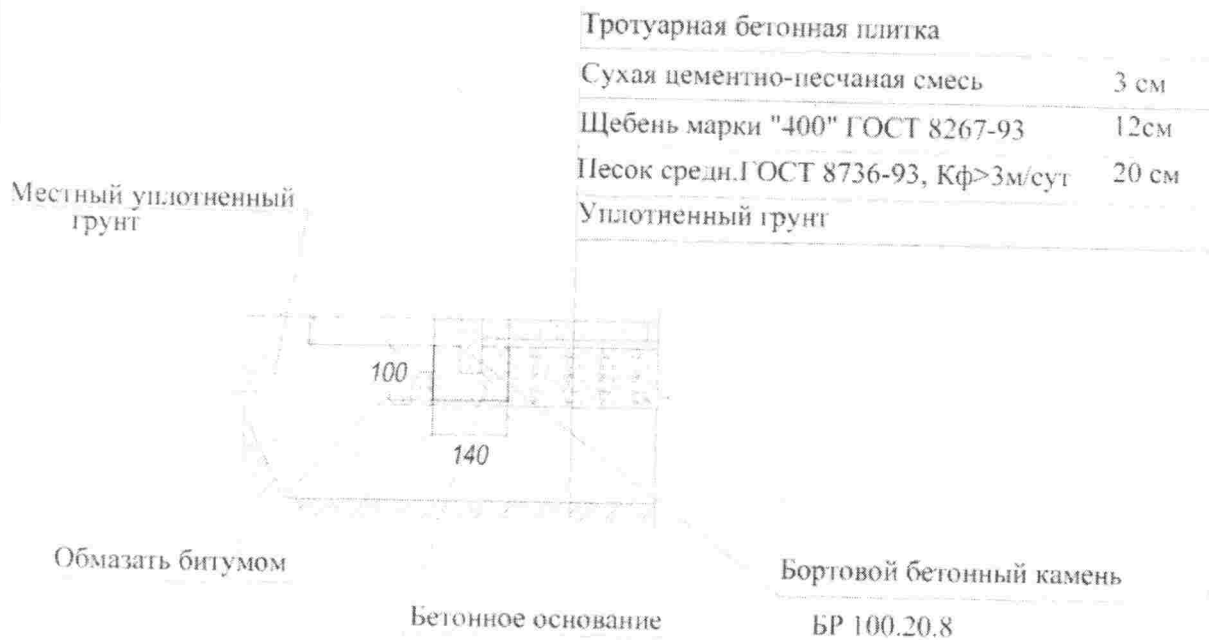 Тротуарная бетонная плитка
Сухая цементно-песчаная смесь 3 см
Щебень марки "400" ГОСТ 8267-93 12см
Песок средн.ГОСТ 8736-93, Кф>3м/сут 20 см
Уплотненный грунт
Местный уплотненный
грунт
100
140
Обмазать битумом
Бортовой бетонный камень
Бетонное основание
БР 100.20.8